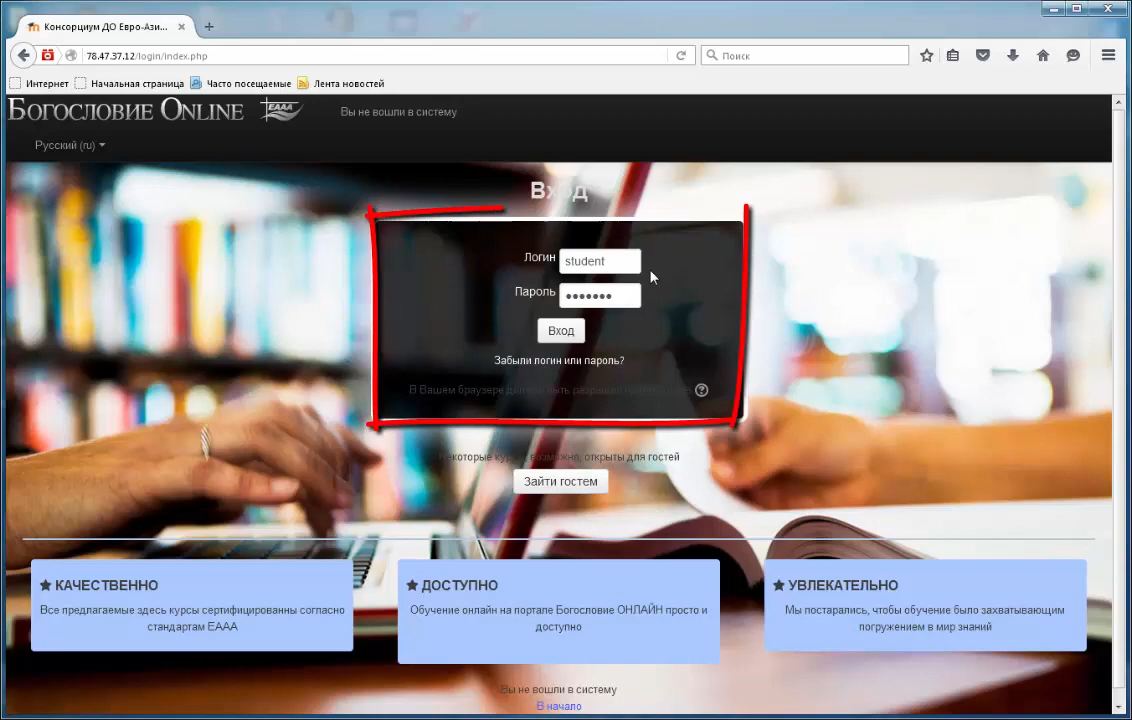 Консорциум ДО Евро-Ази...
78.47.37.12/login/index.php
Поиск
Интернет
Начальная страница
Часто посещаемые
Лента новостей
Богословие Online
EAAA
Вы не вошли в систему
Русский (ru)
Вход
Логин
student
Пароль
Вход
Забыли логин или пароль?
В Вашем браузере должен быть разрешен
Некоторые курсы, возможно, открыты для гостей
Зайти гостем
КАЧЕСТВЕННО
Все предлагаемые здесь курсы сертифицированны согласно
стандартам ЕААА
ДОСТУПНО
Обучение онлайн на портале Богословие ОНЛАЙН просто и
доступно
УВЛЕКАТЕЛЬНО
Мы постарались, чтобы обучение было захватывающим
погружением в мир знаний
Вы не вошли в систему
В начало